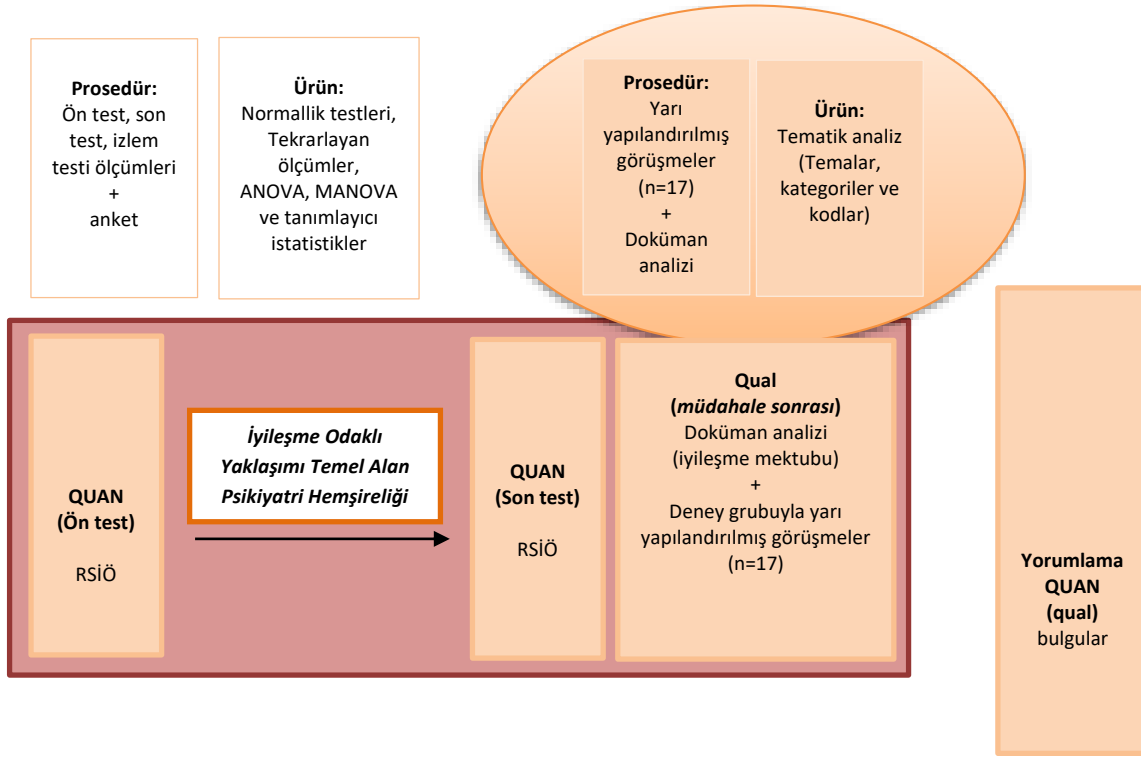 Prosedür:
Ön test, son
test, izlem
testi ölçümleri
+
anket
Ürün:
Normallik testleri,
Tekrarlayan
ölçümler,
ANOVA, MANOVA
ve tanımlayıcı
istatistikler
Prosedür:
Yarı
yapılandırılmış
görüşmeler
(n=17)
+
Doküman
analizi
Ürün:
Tematik analiz
(Temalar,
kategoriler ve
kodlar)
QUAN
(Ön test)
RSİÖ
İyileşme Odaklı
Yaklaşımı Temel Alan
Psikiyatri Hemşireliği
QUAN
(Son test)
RSİÖ
Qual
(müdahale sonrası)
Doküman analizi
(iyileşme mektubu)
+
Deney grubuyla yarı
yapılandırılmış görüşmeler
(n=17)
Yorumlama
QUAN
(qual)
bulgular